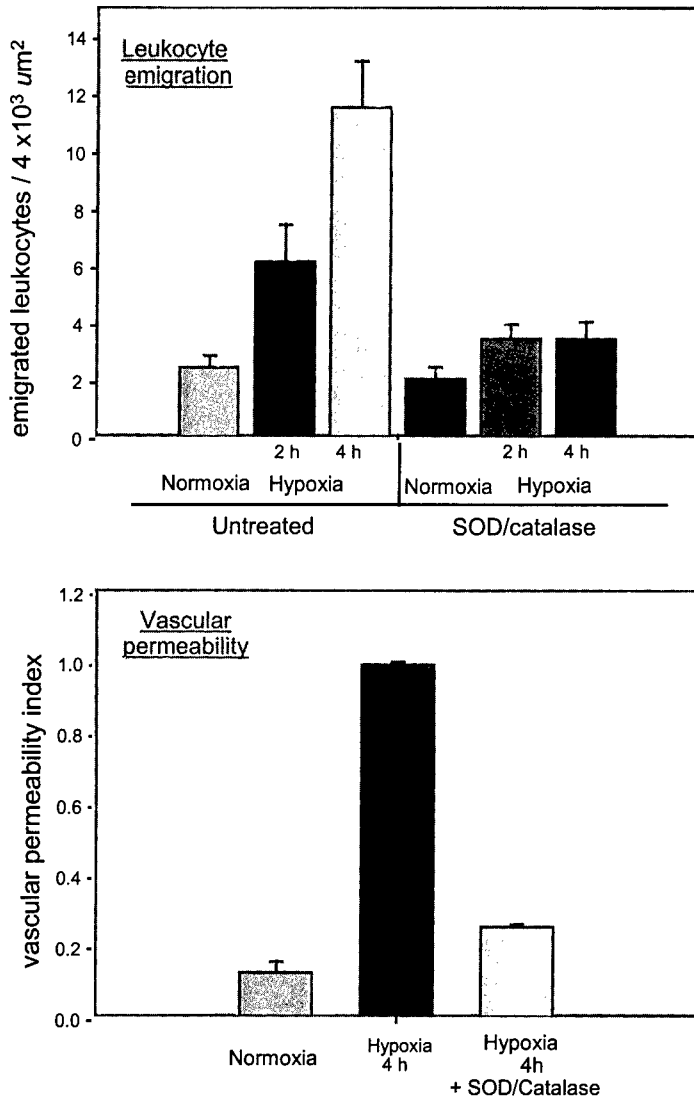 14
12
10
8
6
4
2
0
emigrated leukocytes / 4 x10³ um²
Leukocyte
emigration
2 h 4 h 2 h 4 h
Normoxia Hypoxia Normoxia Hypoxia
Untreated SOD/catalase
1.2
1.0
0.8
0.6
0.4
0.2
0.0
vascular permeability index
Vascular
permeability
Normoxia Hypoxia Hypoxia
4 h 4h
+ SOD/Catalase